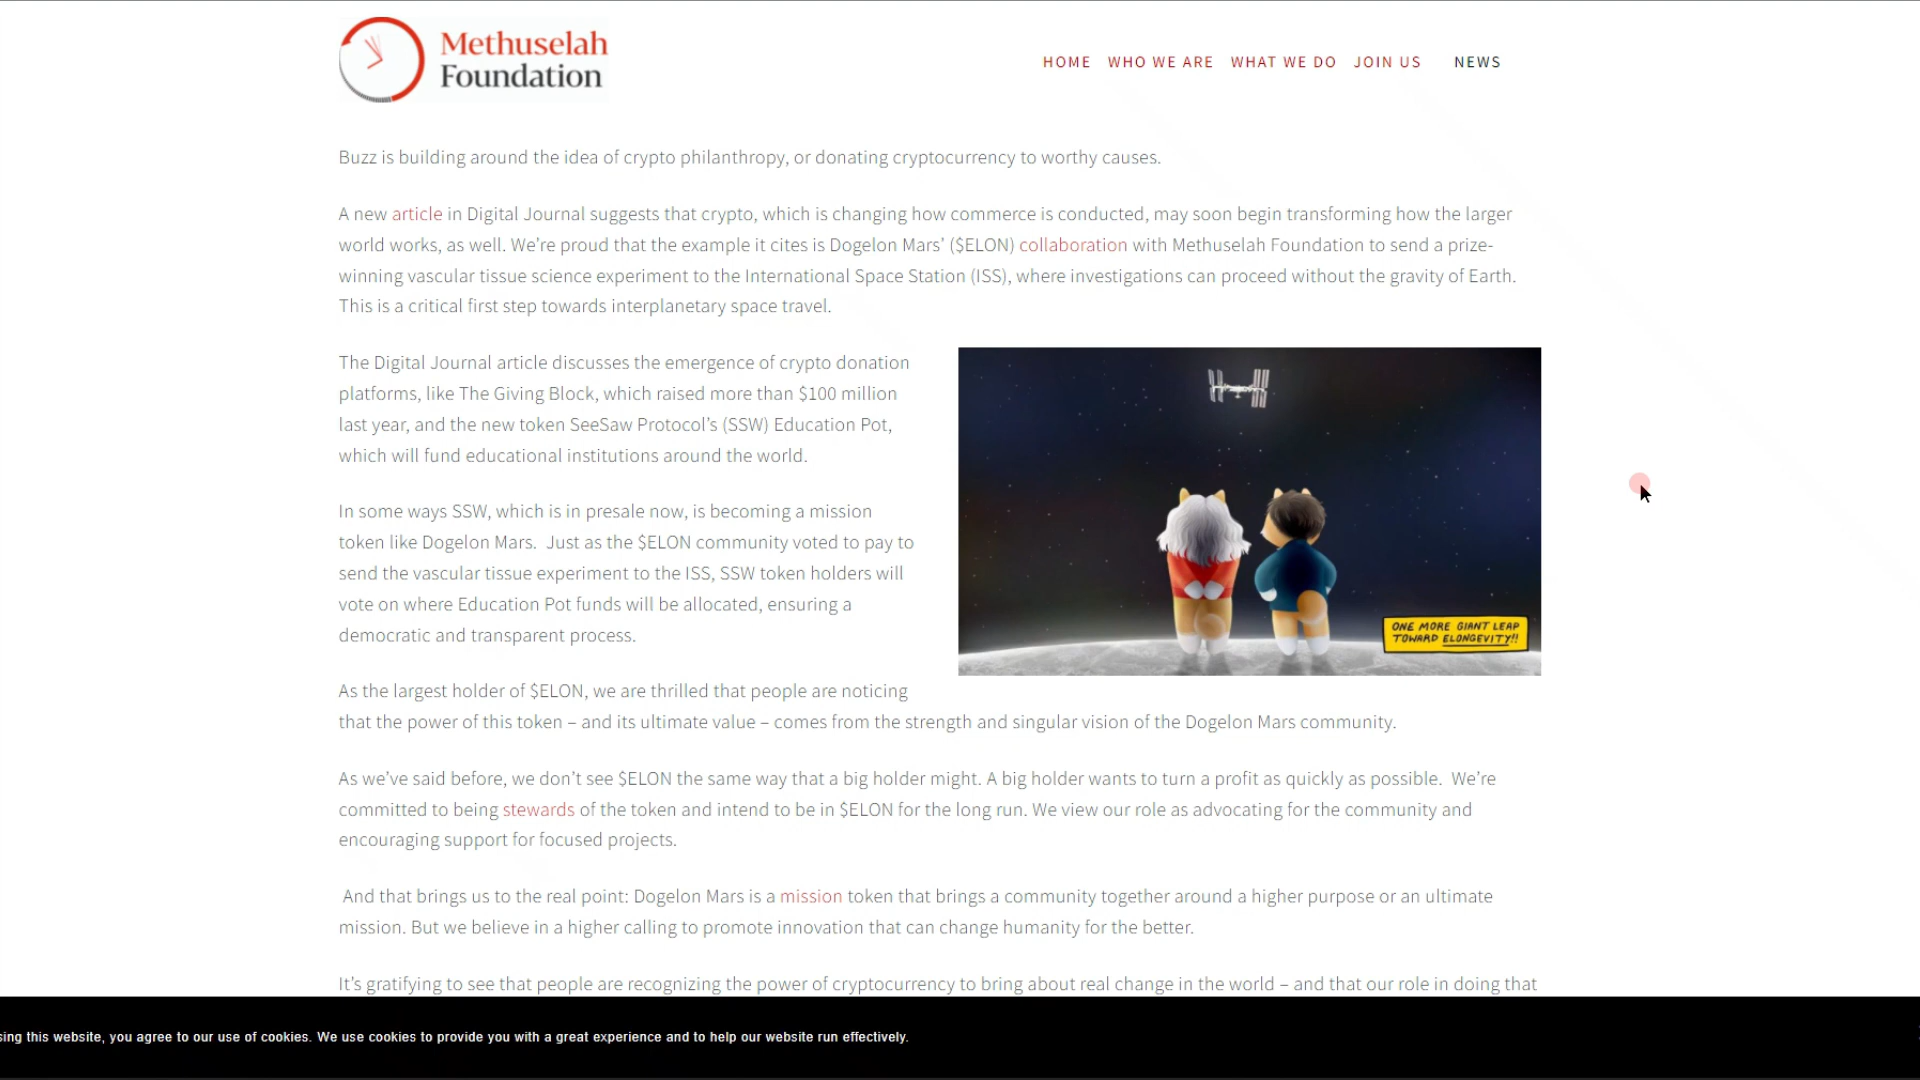 Methuselah
Foundation
HOME WHO WE ARE WHAT WE DO JOIN US NEWS
Buzz is building around the idea of crypto philanthropy, or donating cryptocurrency to worthy causes.
A new article in Digital Journal suggests that crypto, which is changing how commerce is conducted, may soon begin transforming how the larger
world works, as well. We’re proud that the example it cites is Dogelon Mars’ ($ELON) collaboration with Methuselah Foundation to send a prize-
winning vascular tissue science experiment to the International Space Station (ISS), where investigations can proceed without the gravity of Earth.
This is a critical first step towards interplanetary space travel.
The Digital Journal article discusses the emergence of crypto donation
platforms, like The Giving Block, which raised more than $100 million
last year, and the new token SeeSaw Protocol’s (SSW) Education Pot,
which will fund educational institutions around the world.
In some ways SSW, which is in presale now, is becoming a mission
token like Dogelon Mars.  Just as the $ELON community voted to pay to
send the vascular tissue experiment to the ISS, SSW token holders will
vote on where Education Pot funds will be allocated, ensuring a
democratic and transparent process.
ONE MORE GIANT LEAP
TOWARD ELONGEVITY!!
As the largest holder of $ELON, we are thrilled that people are noticing
that the power of this token – and its ultimate value – comes from the strength and singular vision of the Dogelon Mars community.
As we’ve said before, we don’t see $ELON the same way that a big holder might. A big holder wants to turn a profit as quickly as possible.  We’re
committed to being stewards of the token and intend to be in $ELON for the long run. We view our role as advocating for the community and
encouraging support for focused projects.
And that brings us to the real point: Dogelon Mars is a mission token that brings a community together around a higher purpose or an ultimate
mission. But we believe in a higher calling to promote innovation that can change humanity for the better.
It’s gratifying to see that people are recognizing the power of cryptocurrency to bring about real change in the world – and that our role in doing that
sing this website, you agree to our use of cookies. We use cookies to provide you with a great experience and to help our website run effectively.